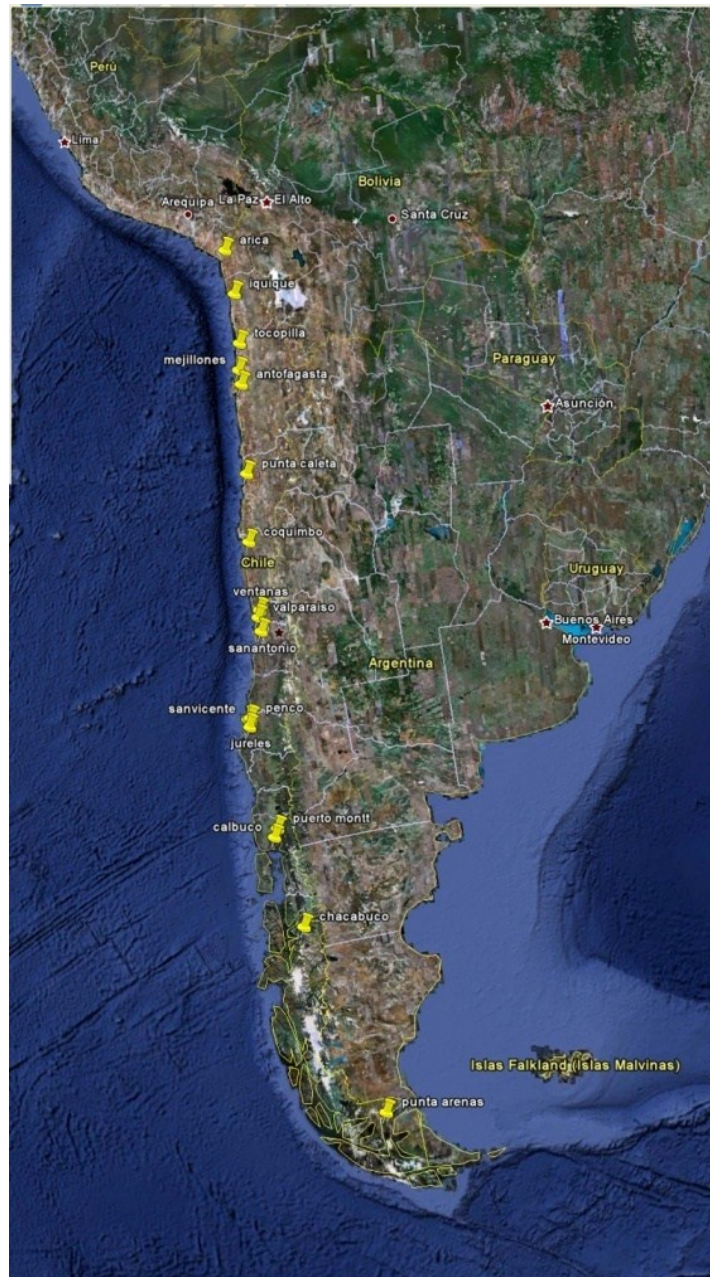 Perú
Lima
Bolivia
Arequipa La Paz El Alto
Santa Cruz
arica
iquique
tocopilla
mejillones
Paraguay
antofagasta
Asunción
punta caleta
coquimbo
Chile
Uruguay
ventanas
valparaiso
Buenos Aires
sanantonio
Montevideo
Argentina
sanvicente penco
jureles
puerto montt
calbuco
chacabuco
Islas Falkland (Islas Malvinas)
punta arenas